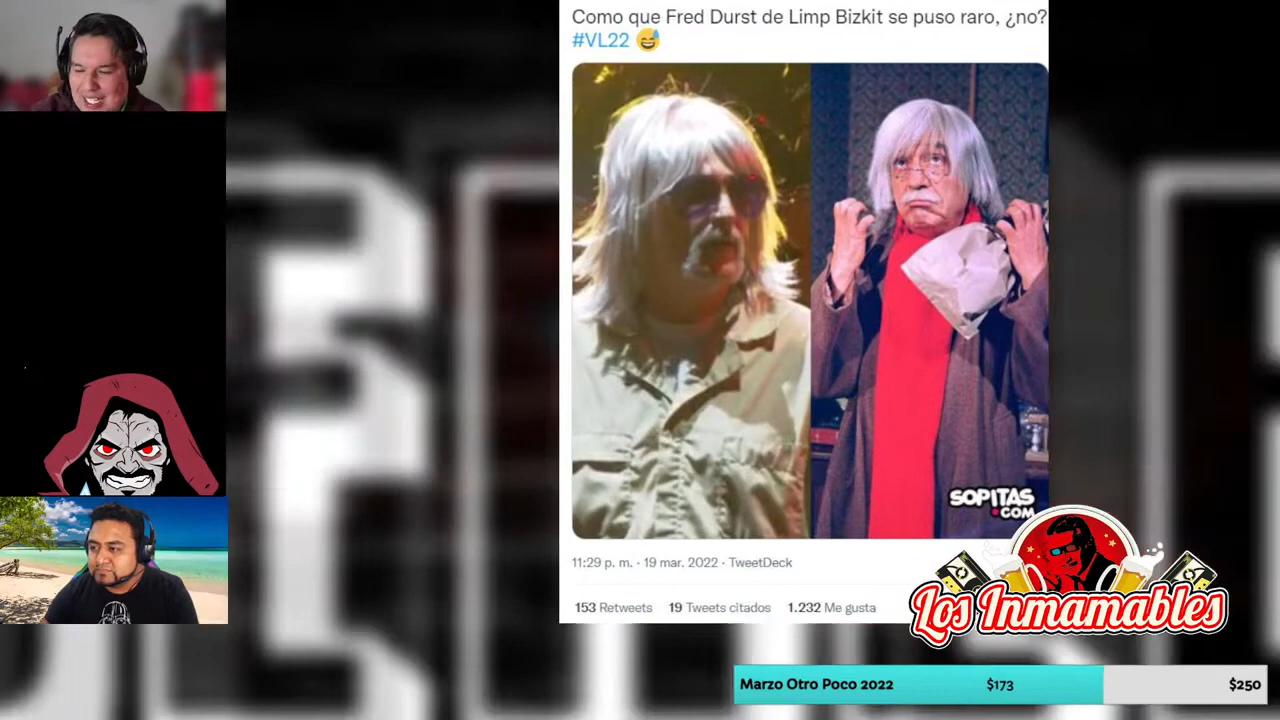 Como que Fred Durst de Limp Bizkit se puso raro, ¿no?
#VL22 😅
SOPITAS
.COM
11:29 p. m. · 19 mar. 2022 · TweetDeck
153 Retweets 19 Tweets citados 1.232 Me gusta
Los Inmamables
Marzo Otro Poco 2022 $173 $250